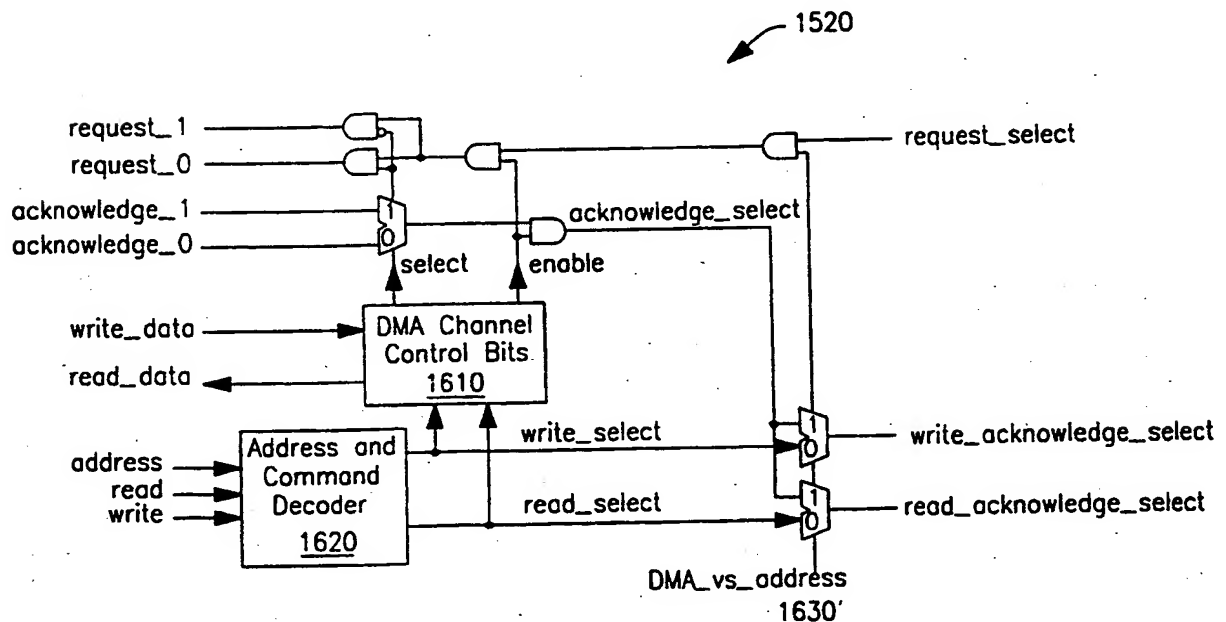 1520
request_1
request_select
request_0
acknowledge_1
1
acknowledge_select
acknowledge_0
0
select
enable
write_data
DMA Channel
Control Bits
1610
read_data
1
write_select
0
write_acknowledge_select
address
read
write
Address and
Command
Decoder
1620
1
read_select
0
read_acknowledge_select
DMA_vs_address
1630'